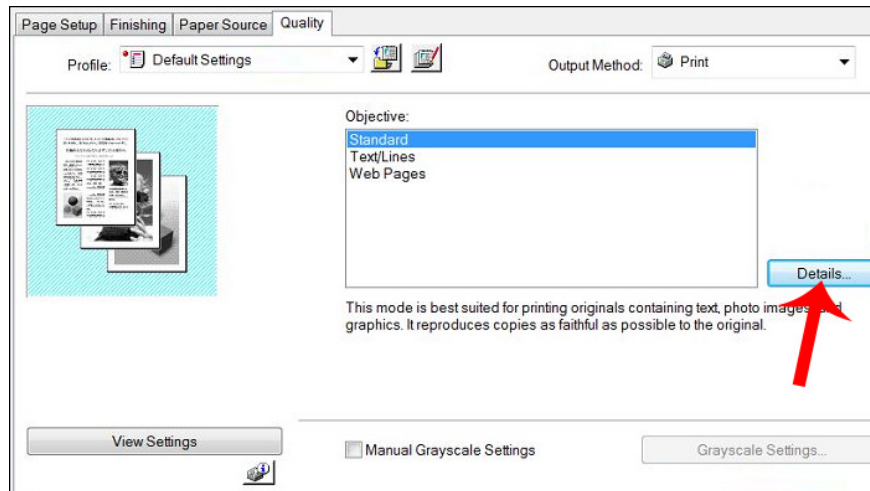 Page Setup Finishing Paper Source Quality
Profile: Default Settings Output Method: Print
Objective:
Standard
Text/Lines
Web Pages
Details...
This mode is best suited for printing originals containing text, photo images, and
graphics. It reproduces copies as faithful as possible to the original.
View Settings Manual Grayscale Settings Grayscale Settings...